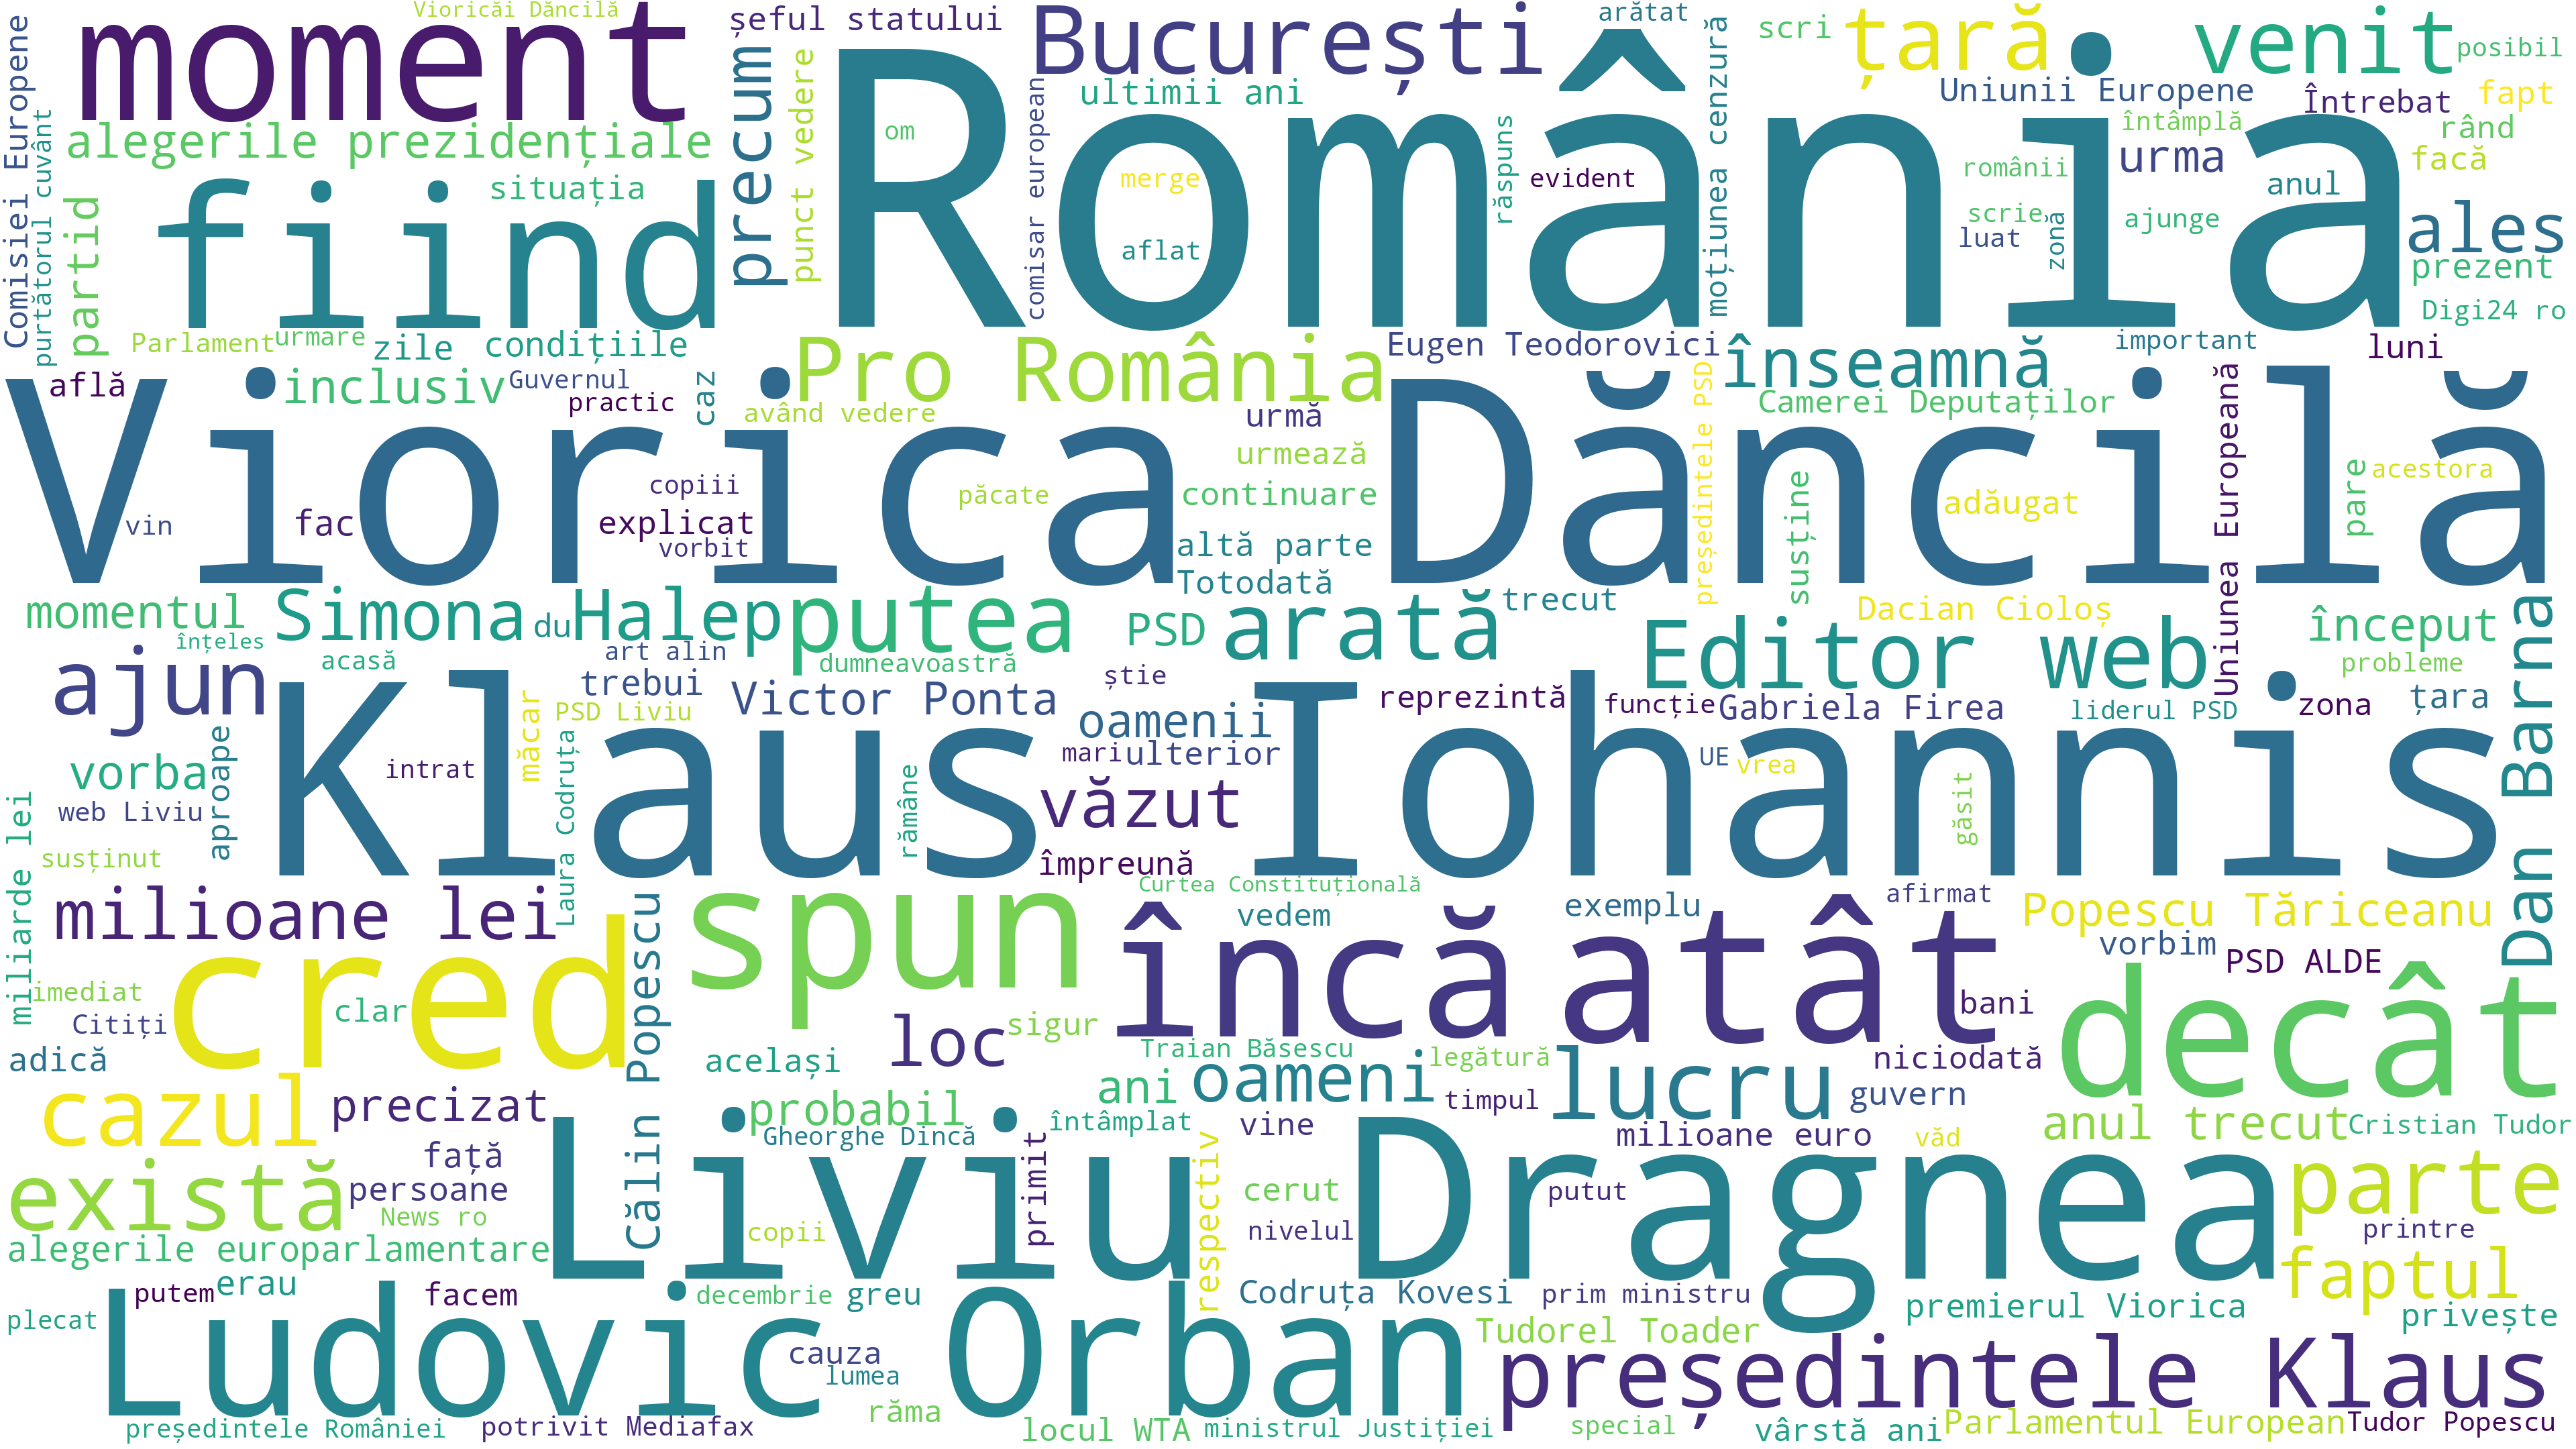 Vioricăi Dăncilă
șeful statului
București
arătat
scri
țară
venit
posibil
moment
România
precum
punct vedere
ultimii ani
comisar european
moțiunea cenzură
Uniunii Europene
Întrebat
fapt
Comisiei Europene
purtătorul cuvânt
alegerile prezidențiale
om
răspuns
întâmplă
rând
fiind
situația
merge
evident
românii
urma
facă
anul
partid
aflat
scrie
luat
zonă
ajunge
ales
prezent
Digi24 ro
Parlament
urmare
zile
condițiile
Pro România
Eugen Teodorovici
înseamnă
important
luni
află
inclusiv
Guvernul
practic
caz
având vedere
urmă
președintele PSD
Camerei Deputaților
Uniunea Europeană
Viorica Dăncilă
urmează
copiii
păcate
continuare
susține
adăugat
pare
acestora
vin
fac
explicat
vorbit
altă parte
Totodată
momentul
Simona Halep
du
putea
PSD
arată
trecut
Dacian Cioloș
început
Dan Barna
înțeles
acasă
art alin
dumneavoastră
știe
Editor web
probleme
ajun
Klaus Iohannis
măcar
trebui
Victor Ponta
reprezintă
funcție
Gabriela Firea
liderul PSD
zona
țara
PSD Liviu
oamenii
aproape
vorba
intrat
Laura Codruța
rămâne
mari
ulterior
UE
vrea
găsit
web Liviu
văzut
milioane lei
miliarde lei
susținut
împreună
Curtea Constituțională
afirmat
spun
încă
atât
vedem
exemplu
Popescu Tăriceanu
cred
Călin Popescu
vorbim
PSD ALDE
imediat
Citiți
clar
loc
sigur
bani
decât
adică
același
Traian Băsescu
legătură
niciodată
oameni
lucru
cazul
precizat
probabil
ani
timpul
guvern
Gheorghe Dincă
întâmplat
vine
milioane euro
văd
anul trecut
Cristian Tudor
față
Liviu Dragnea
există
persoane
primit
respectiv
cerut
putut
parte
News ro
copii
nivelul
printre
alegerile europarlamentare
faptul
erau
putem
facem
decembrie
greu
Codruța Kovesi
prim ministru
premierul Viorica
privește
plecat
Ludovic Orban
cauza
lumea
Tudorel Toader
președintele Klaus
răma
președintele României
potrivit Mediafax
locul WTA
ministrul Justiției
special
vârstă ani
Parlamentul European
Tudor Popescu